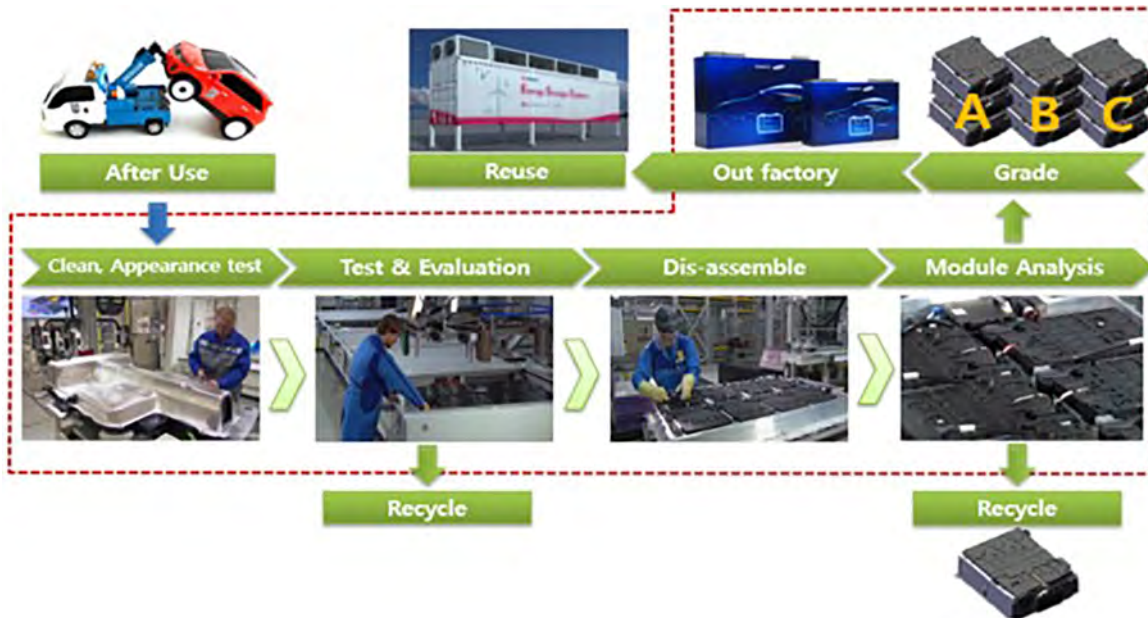 After Use
Reuse
Out factory
Grade
A
B
C
Clean, Appearance test
Test & Evaluation
Dis-assemble
Module Analysis
Recycle
Recycle